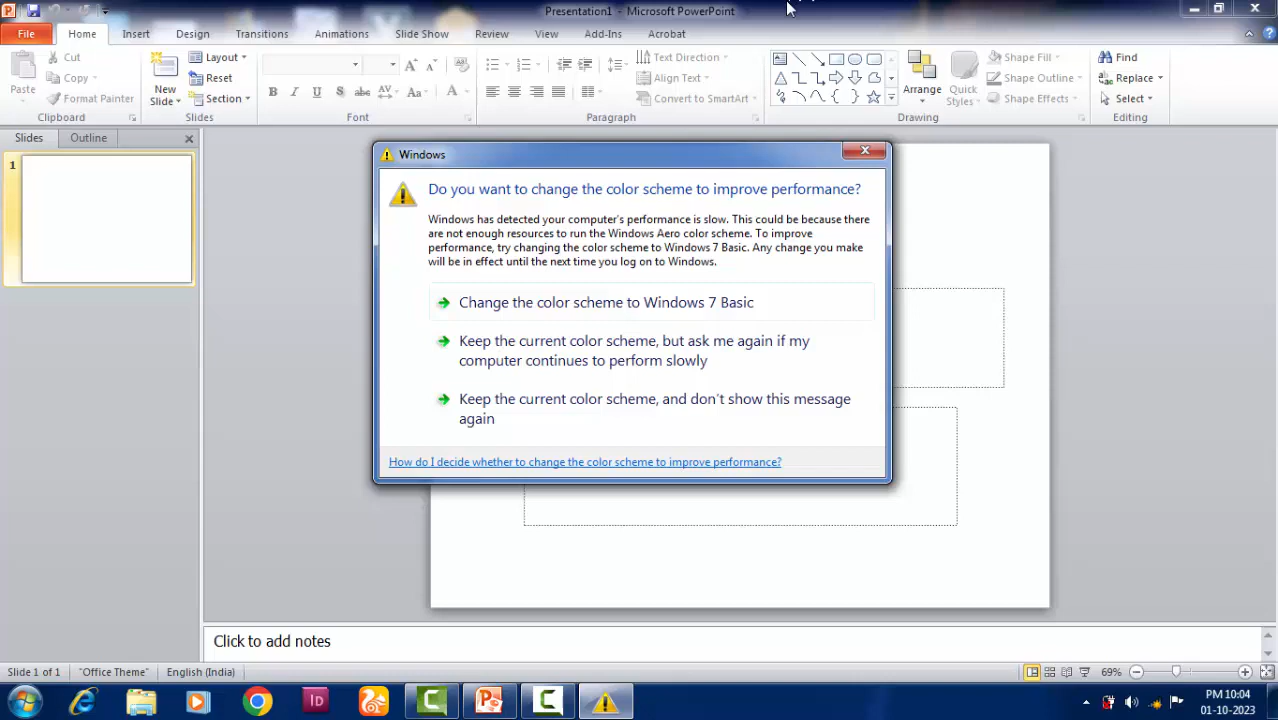 Presentation1 - Microsoft PowerPoint
File Home Insert Design Transitions Animations Slide Show Review View Add-Ins Acrobat
Paste
Cut
Copy
Format Painter
Clipboard
New Slide
Layout
Reset
Section
Slides
B I U S abc AV Aa A
Font
Text Direction
Align Text
Convert to SmartArt
Paragraph
Arrange
Quick Styles
Shape Fill
Shape Outline
Shape Effects
Drawing
Find
Replace
Select
Editing
Slides Outline
1
Windows
Do you want to change the color scheme to improve performance?
Windows has detected your computer's performance is slow. This could be because there
are not enough resources to run the Windows Aero color scheme. To improve
performance, try changing the color scheme to Windows 7 Basic. Any change you make
will be in effect until the next time you log on to Windows.
Change the color scheme to Windows 7 Basic
Keep the current color scheme, but ask me again if my
computer continues to perform slowly
Keep the current color scheme, and don't show this message
again
How do I decide whether to change the color scheme to improve performance?
Click to add notes
Slide 1 of 1 "Office Theme" English (India) 69%
PM 10:04
01-10-2023